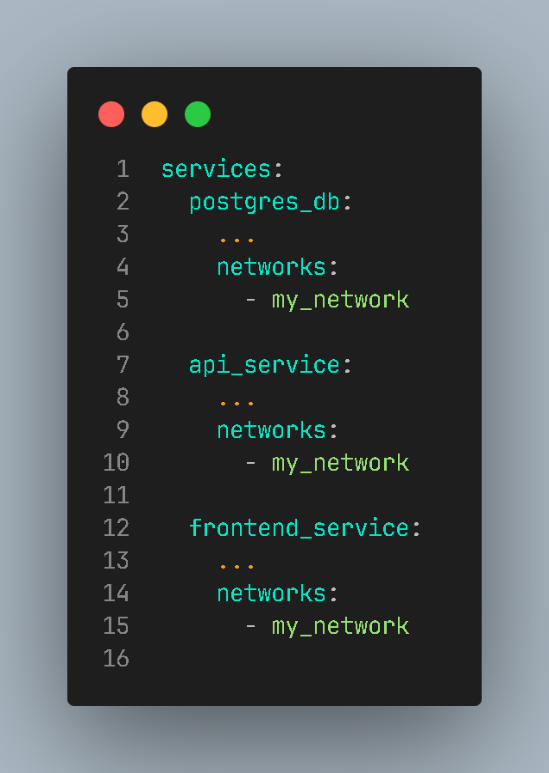 1 services:
2   postgres_db:
3     ...
4     networks:
5       - my_network
6
7   api_service:
8     ...
9     networks:
10       - my_network
11
12   frontend_service:
13     ...
14     networks:
15       - my_network
16